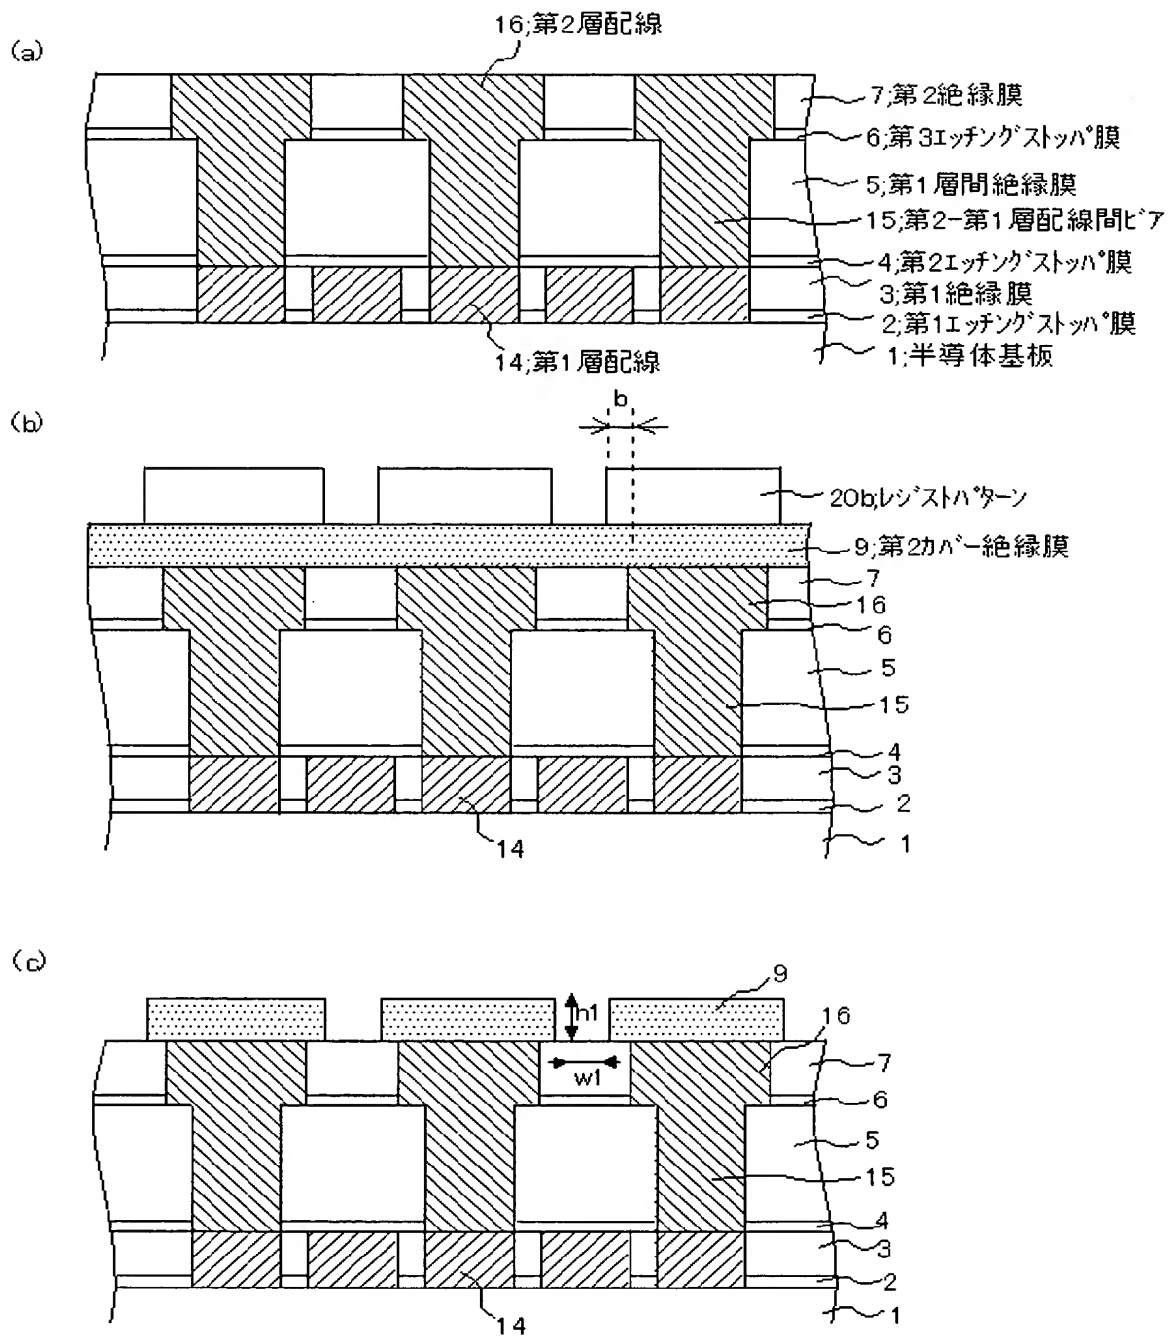 16;第2層配線
(a)
7;第2絶縁膜
6;第3エッチングストッパ膜
5;第1層間絶縁膜
15;第2-第1層配線間ビア
4;第2エッチングストッパ膜
3;第1絶縁膜
2;第1エッチングストッパ膜
1;半導体基板
14;第1層配線
(b)
b
20b;レジストパターン
9;第2カバー絶縁膜
7
16
6
5
15
4
3
2
1
14
(c)
9
h1
16
w1
7
6
5
15
4
3
2
1
14